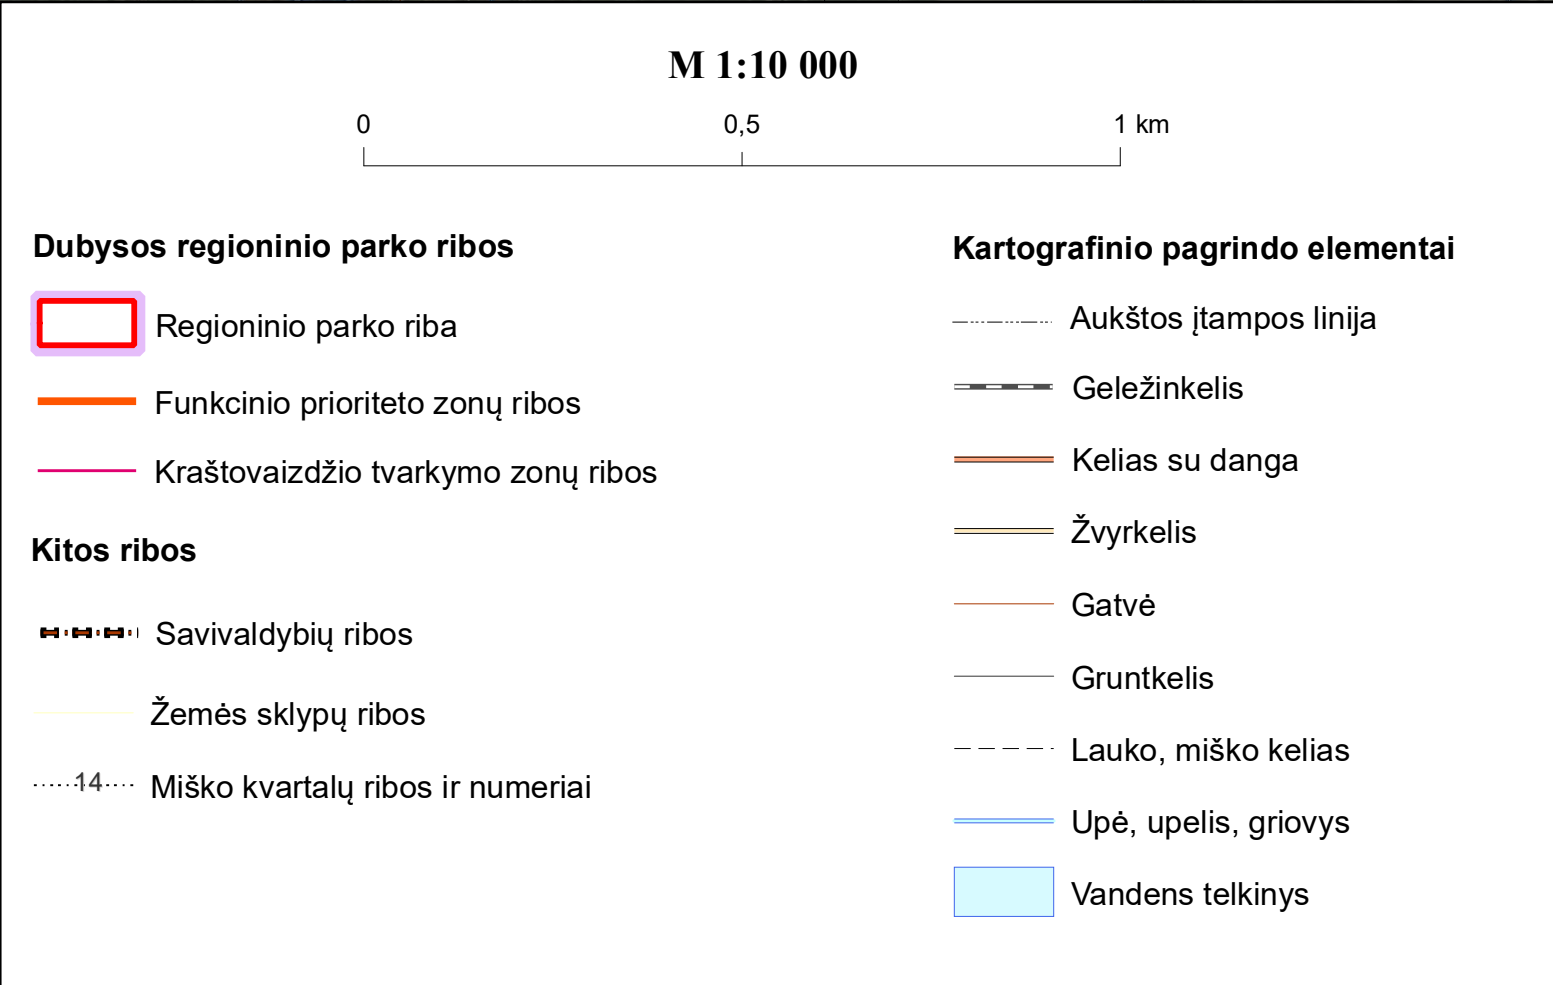 M 1:10 000
0 0,5 1 km
Dubysos regioninio parko ribos
Regioninio parko riba
Funkcinio prioriteto zonų ribos
Kraštovaizdžio tvarkymo zonų ribos
Kitos ribos
Savivaldybių ribos
Žemės sklypų ribos
14 Miško kvartalų ribos ir numeriai
Kartografinio pagrindo elementai
Aukštos įtampos linija
Geležinkelis
Kelias su danga
Žvyrkelis
Gatvė
Gruntkelis
Lauko, miško kelias
Upė, upelis, griovys
Vandens telkinys